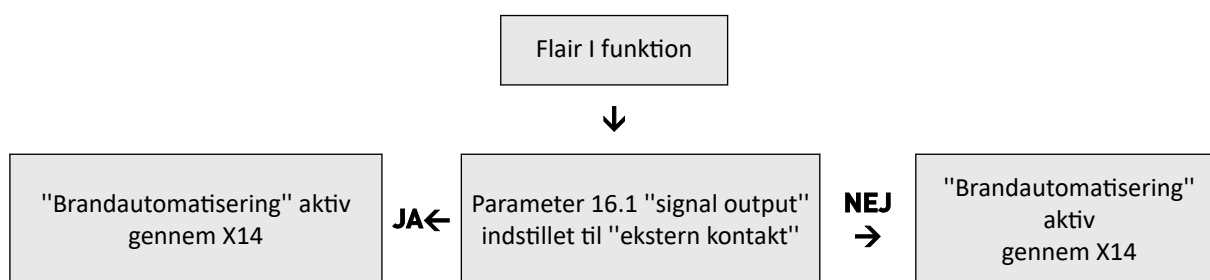 Flair I funktion
"Brandautomatisering" aktiv
gennem X14
JA
Parameter 16.1 "signal output"
indstillet til "ekstern kontakt"
NEJ
"Brandautomatisering"
aktiv
gennem X14